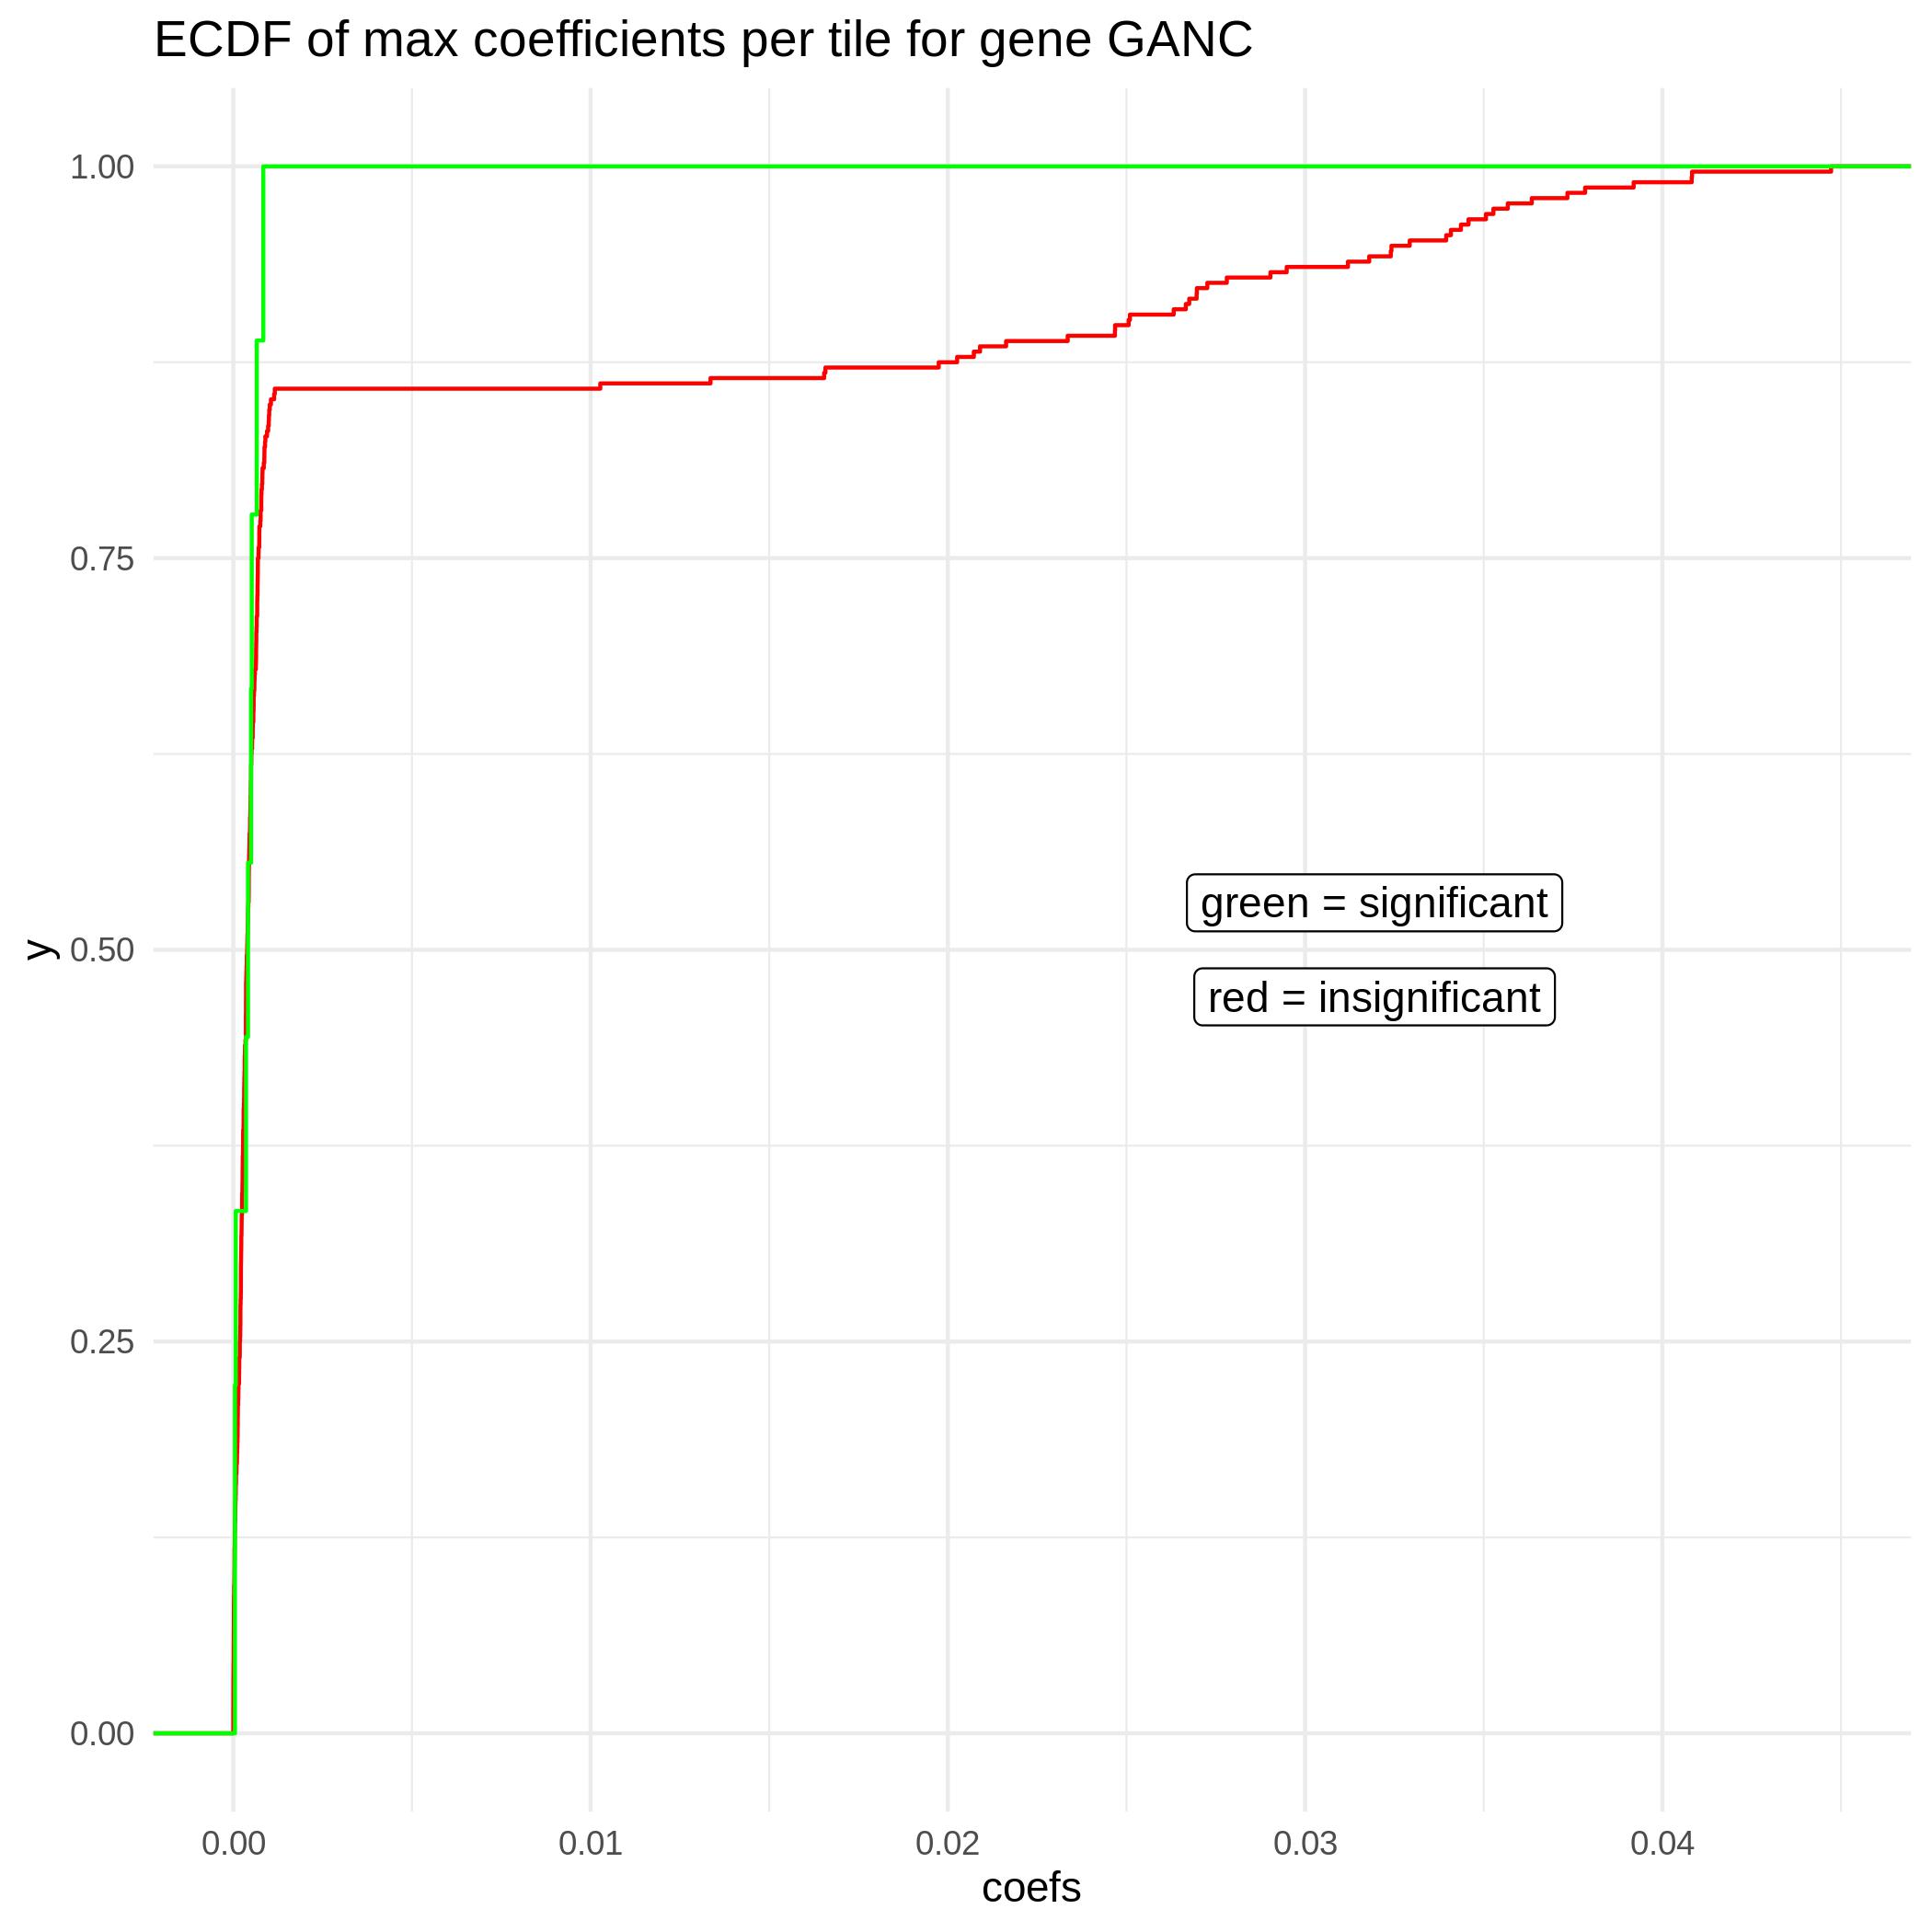 ECDF of max coefficients per tile for gene GANC
1.00
0.75
0.50
0.25
0.00
y
green = significant
red = insignificant
0.00 0.01 0.02 0.03 0.04
coefs